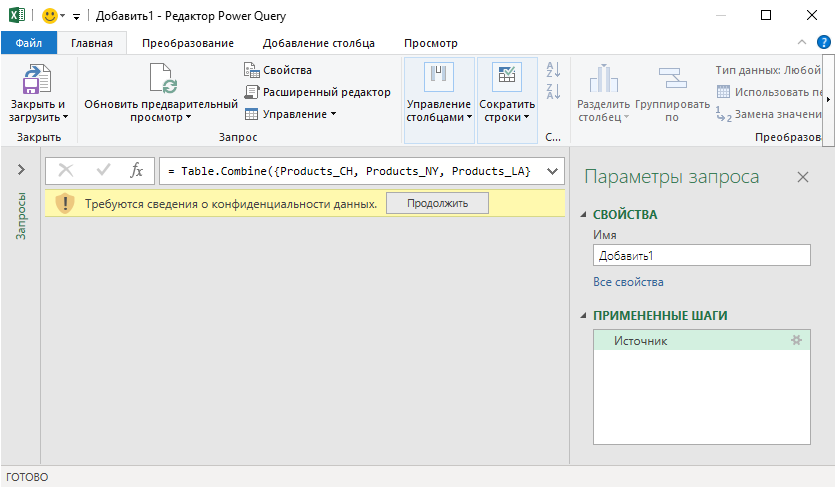 Добавить1 - Редактор Power Query
Файл Главная Преобразование Добавление столбца Просмотр
Закрыть и загрузить
Закрыть
Обновить предварительный просмотр
Свойства
Расширенный редактор
Управление
Запрос
Управление столбцами
Сократить строки
А
Я
Я
А
С...
Разделить столбец
Группировать по
Тип данных: Любой
Использовать пе
1
2
Замена значени
Преобразова
Запросы
fx
= Table.Combine({Products_CH, Products_NY, Products_LA}
Требуются сведения о конфиденциальности данных.
Продолжить
Параметры запроса
СВОЙСТВА
Имя
Добавить1
Все свойства
ПРИМЕНЕННЫЕ ШАГИ
Источник
ГОТОВО